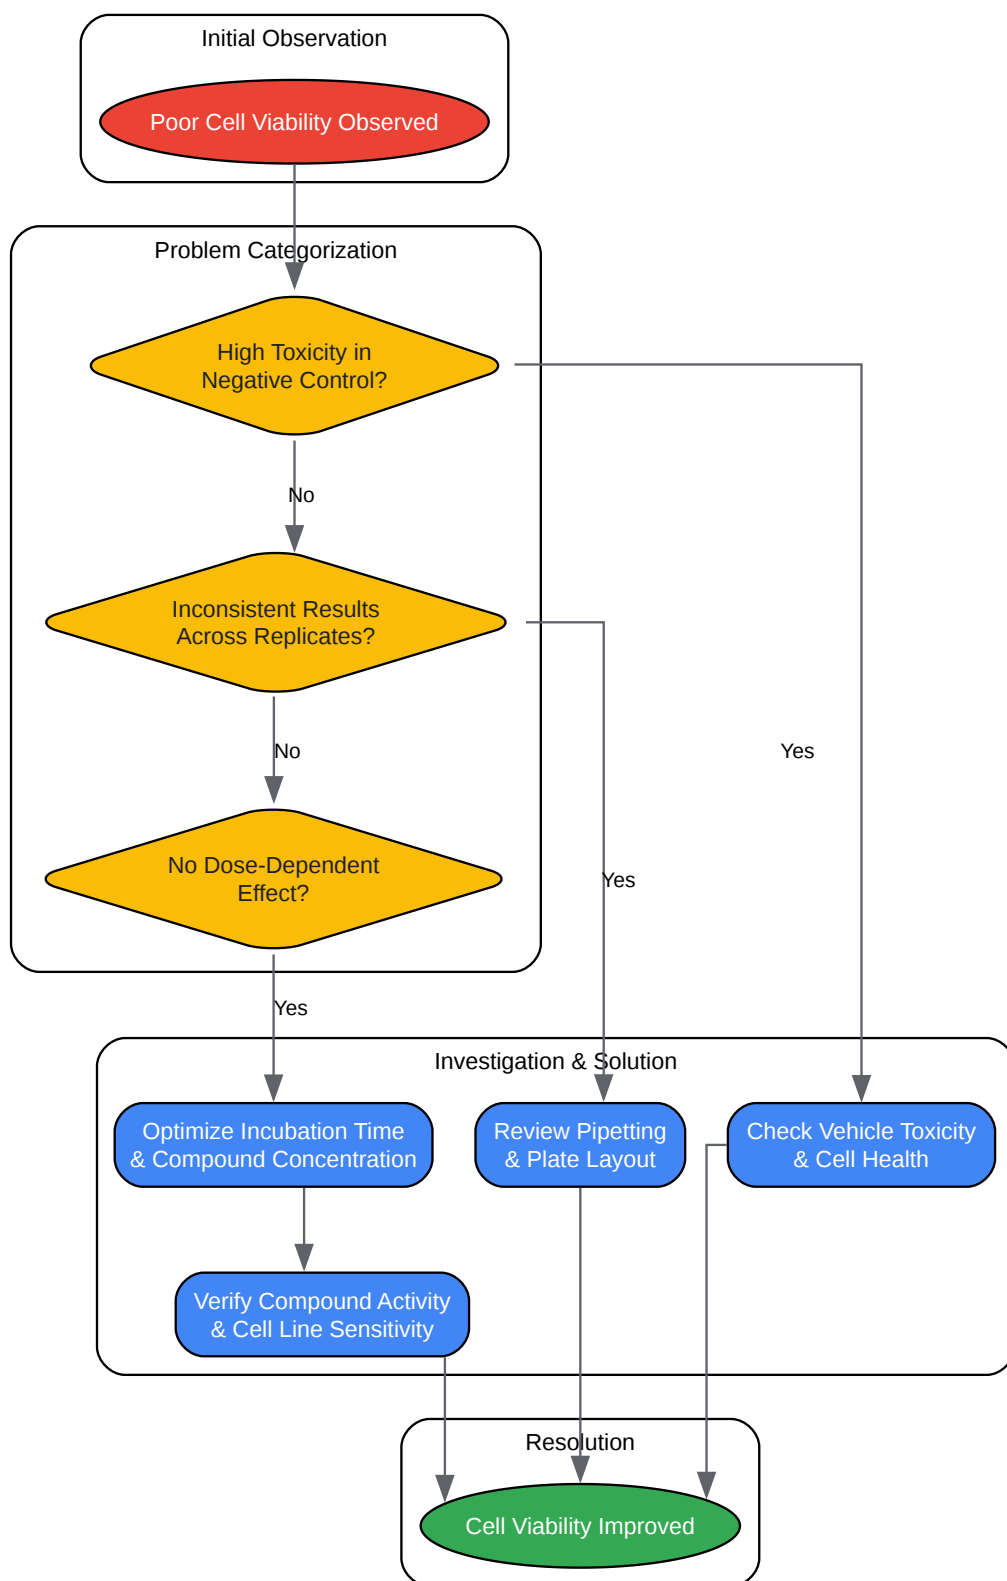 Initial Observation
Poor Cell Viability Observed
Problem Categorization
High Toxicity in
Negative Control?
No
Inconsistent Results
Across Replicates?
No
Yes
No Dose-Dependent
Effect?
Yes
Yes
Investigation & Solution
Optimize Incubation Time
& Compound Concentration
Review Pipetting
& Plate Layout
Check Vehicle Toxicity
& Cell Health
Verify Compound Activity
& Cell Line Sensitivity
Resolution
Cell Viability Improved